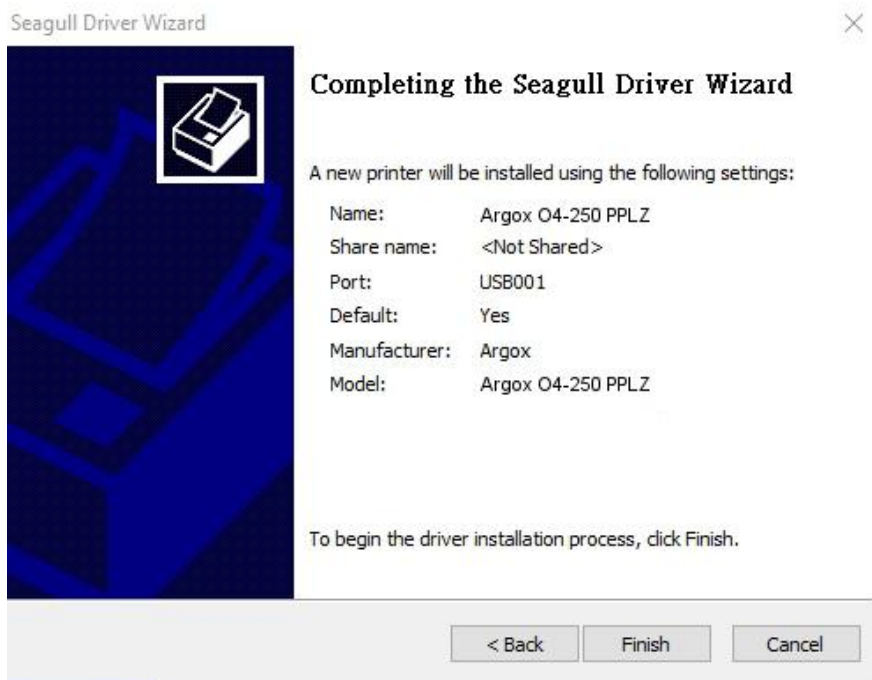 Seagull Driver Wizard
Completing the Seagull Driver Wizard
A new printer will be installed using the following settings:
Name: Argox O4-250 PPLZ
Share name: <Not Shared>
Port: USB001
Default: Yes
Manufacturer: Argox
Model: Argox O4-250 PPLZ
To begin the driver installation process, click Finish.
< Back Finish Cancel